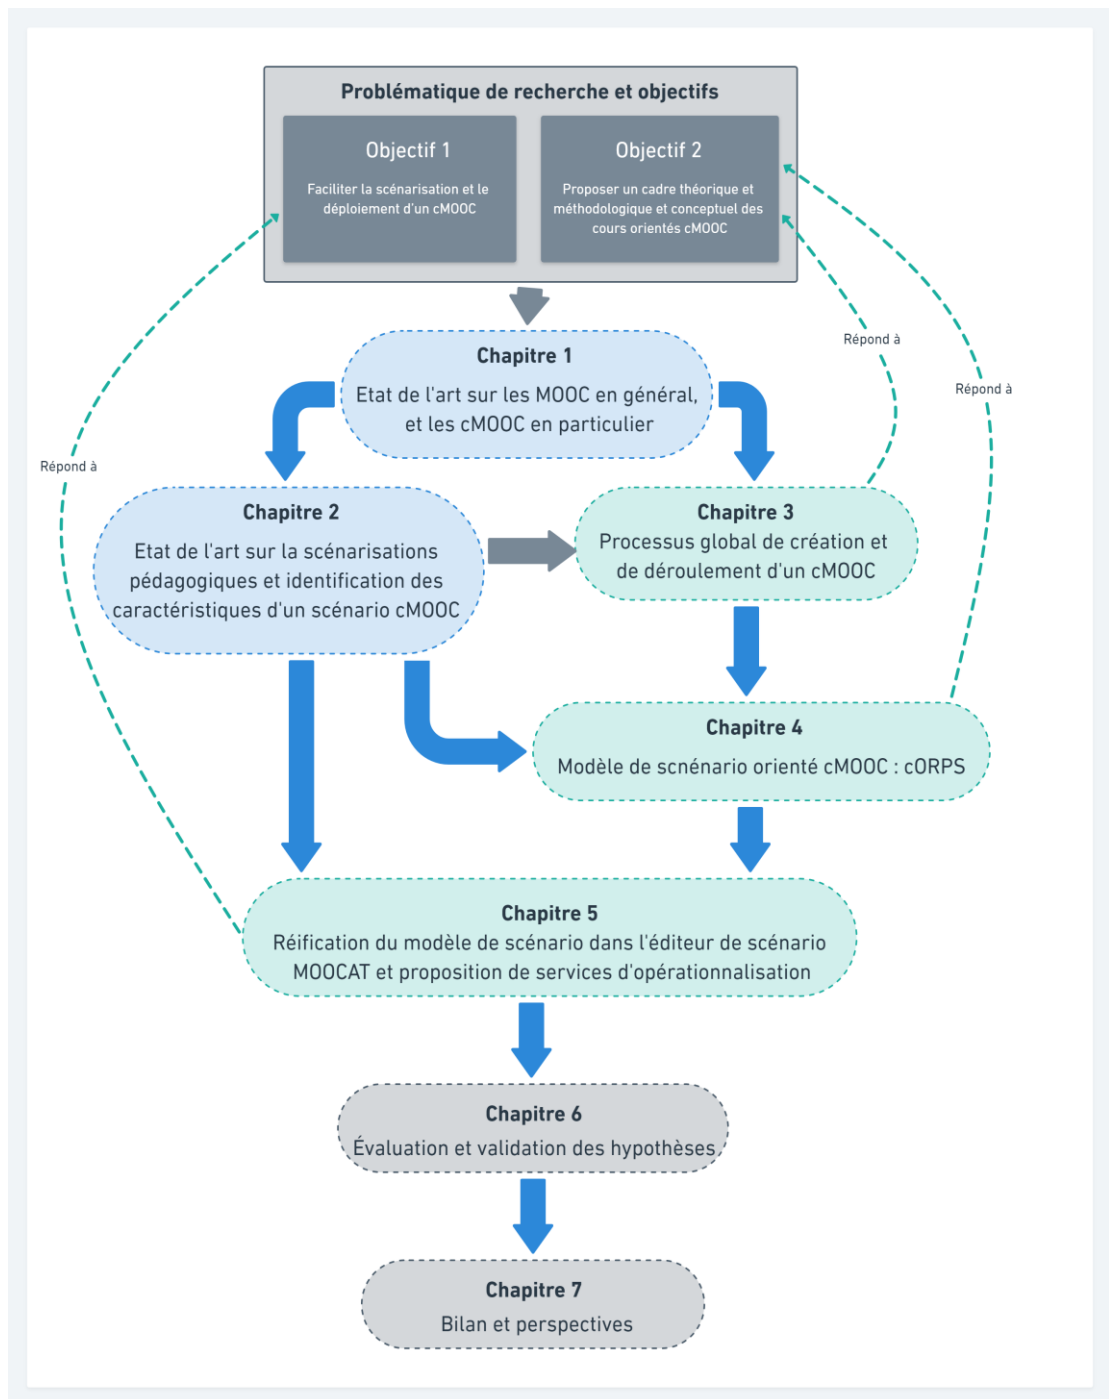 Problématique de recherche et objectifs
Objectif 1
Faciliter la scénarisation et le
déploiement d'un cMOOC
Objectif 2
Proposer un cadre théorique et
méthodologique et conceptuel des
cours orientés cMOOC
Répond à
Chapitre 1
Etat de l'art sur les MOOC en général,
et les cMOOC en particulier
Répond à
Répond à
Chapitre 2
Etat de l'art sur la scénarisations
pédagogiques et identification des
caractéristiques d'un scénario cMOOC
Chapitre 3
Processus global de création et
de déroulement d'un cMOOC
Chapitre 4
Modèle de scnénario orienté cMOOC : cORPS
Chapitre 5
Réification du modèle de scénario dans l'éditeur de scénario
MOOCAT et proposition de services d'opérationnalisation
Chapitre 6
Évaluation et validation des hypothèses
Chapitre 7
Bilan et perspectives